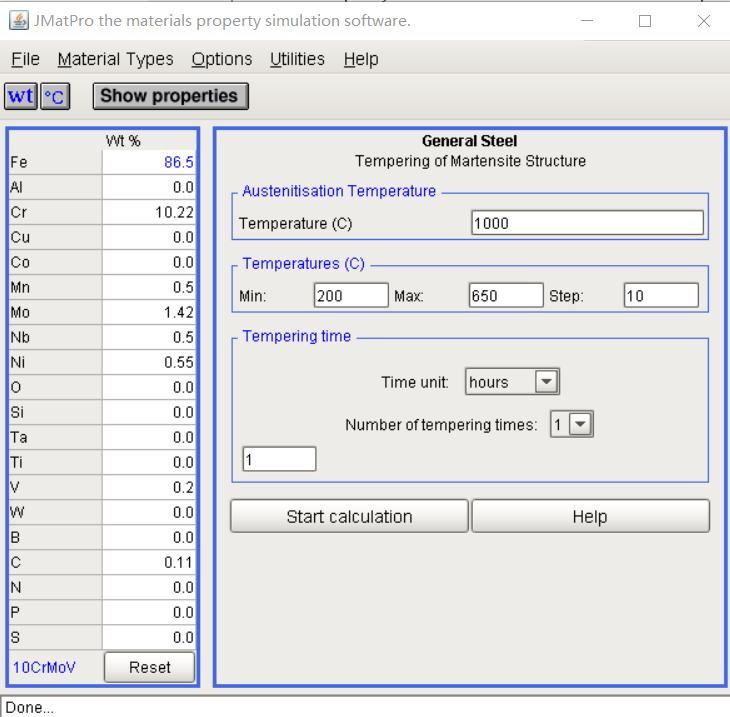 JMatPro the materials property simulation software.
File Material Types Options Utilities Help
wt °C Show properties
Wt %
Fe 86.5
Al 0.0
Cr 10.22
Cu 0.0
Co 0.0
Mn 0.5
Mo 1.42
Nb 0.5
Ni 0.55
O 0.0
Si 0.0
Ta 0.0
Ti 0.0
V 0.2
W 0.0
B 0.0
C 0.11
N 0.0
P 0.0
S 0.0
10CrMoV Reset
General Steel
Tempering of Martensite Structure
Austenitisation Temperature
Temperature (C) 1000
Temperatures (C)
Min: 200 Max: 650 Step: 10
Tempering time
Time unit: hours
Number of tempering times: 1
1
Start calculation Help
Done...